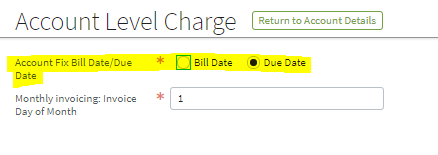 Account Level Charge Return to Account Details
Account Fix Bill Date/Due * Bill Date Due Date
Date
Monthly invoicing: Invoice * 1
Day of Month